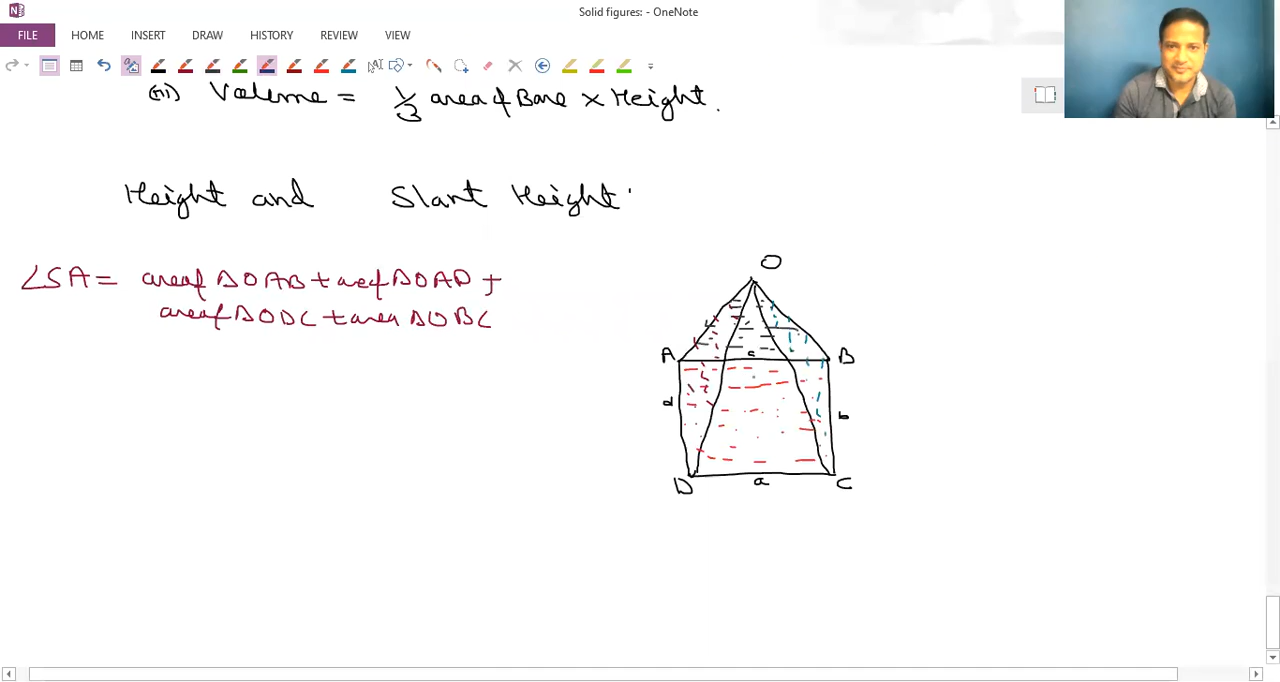 Solid figures: - OneNote
FILE HOME INSERT DRAW HISTORY REVIEW VIEW
(iii) Volume = 1/3 area of Base × Height.
Height and Slant Height
LSA = area of ΔOAB + area of ΔOAD +
area of ΔODC + area ΔOBC
O
A a B
a b
D a C